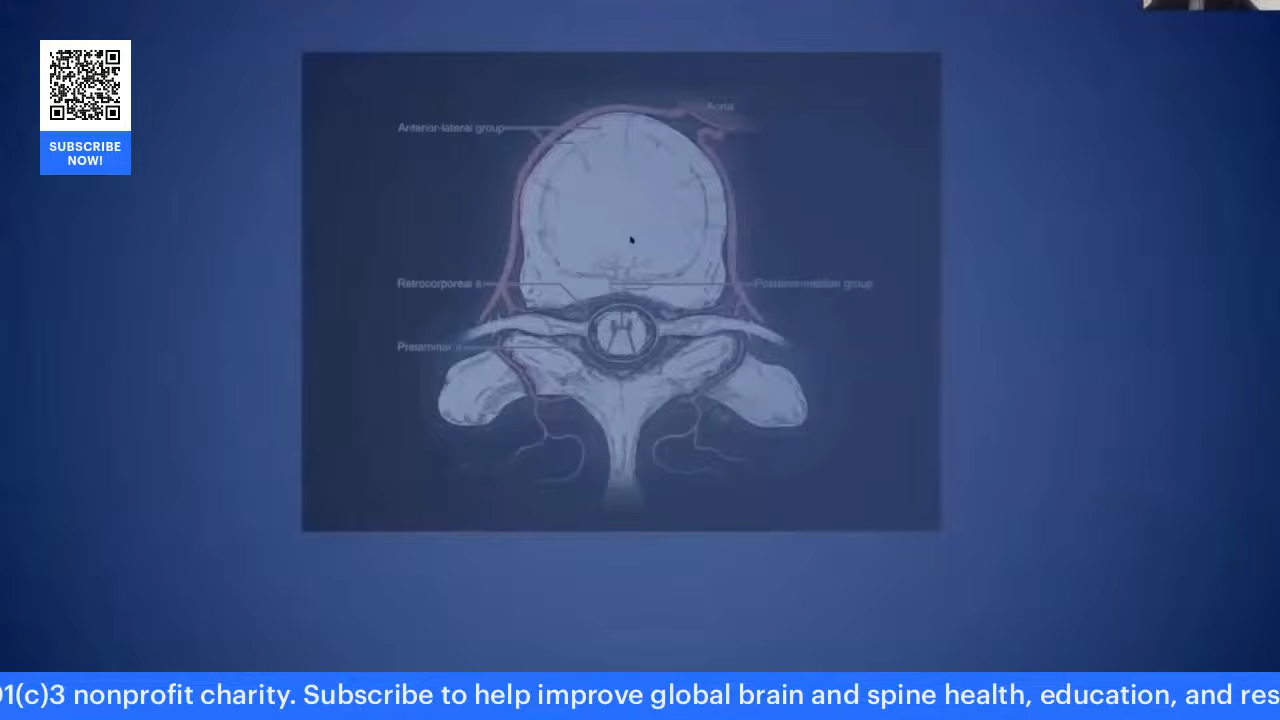 SUBSCRIBE
NOW!
Aorta
Anterior-lateral group
Retrocorporeal a
Posterior-median group
Prelaminar a
01(c)3 nonprofit charity. Subscribe to help improve global brain and spine health, education, and res